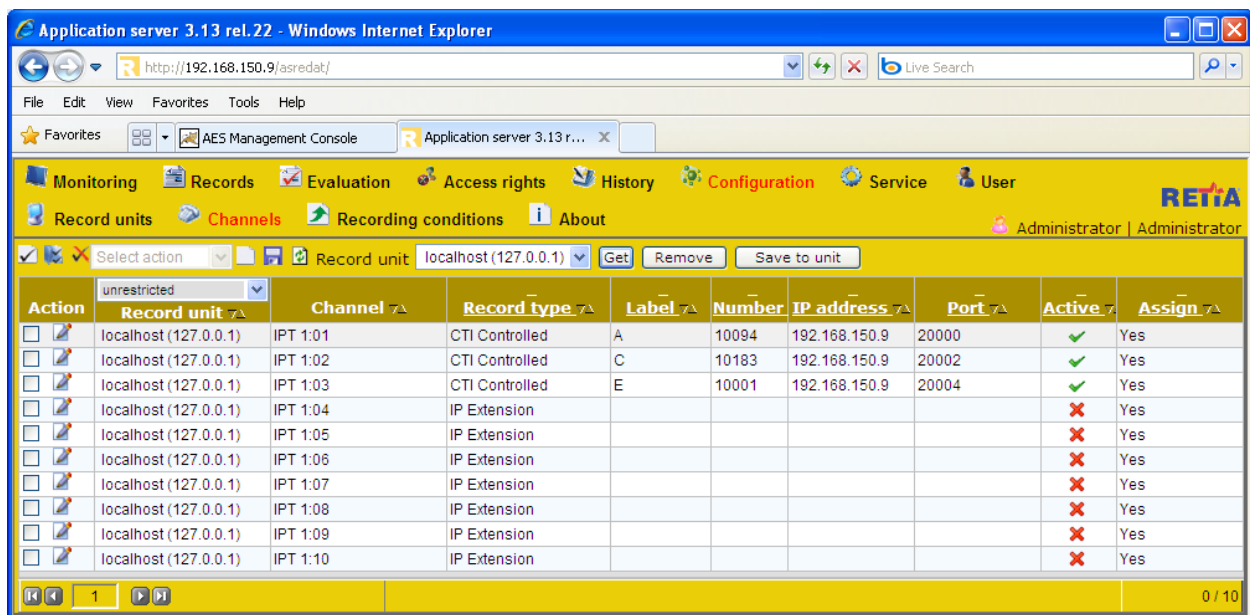 Application server 3.13 rel.22 - Windows Internet Explorer
http://192.168.150.9/asredat/
Live Search
File Edit View Favorites Tools Help
Favorites AES Management Console Application server 3.13 r...
Monitoring Records Evaluation Access rights History Configuration Service User
RETIA
Record units Channels Recording conditions About
Administrator | Administrator
Select action Record unit localhost (127.0.0.1) Get Remove Save to unit
unrestricted
Action Record unit Channel Record type Label Number IP address Port Active Assign
localhost (127.0.0.1) IPT 1:01 CTI Controlled A 10094 192.168.150.9 20000 Yes
localhost (127.0.0.1) IPT 1:02 CTI Controlled C 10183 192.168.150.9 20002 Yes
localhost (127.0.0.1) IPT 1:03 CTI Controlled E 10001 192.168.150.9 20004 Yes
localhost (127.0.0.1) IPT 1:04 IP Extension Yes
localhost (127.0.0.1) IPT 1:05 IP Extension Yes
localhost (127.0.0.1) IPT 1:06 IP Extension Yes
localhost (127.0.0.1) IPT 1:07 IP Extension Yes
localhost (127.0.0.1) IPT 1:08 IP Extension Yes
localhost (127.0.0.1) IPT 1:09 IP Extension Yes
localhost (127.0.0.1) IPT 1:10 IP Extension Yes
1 0 / 10